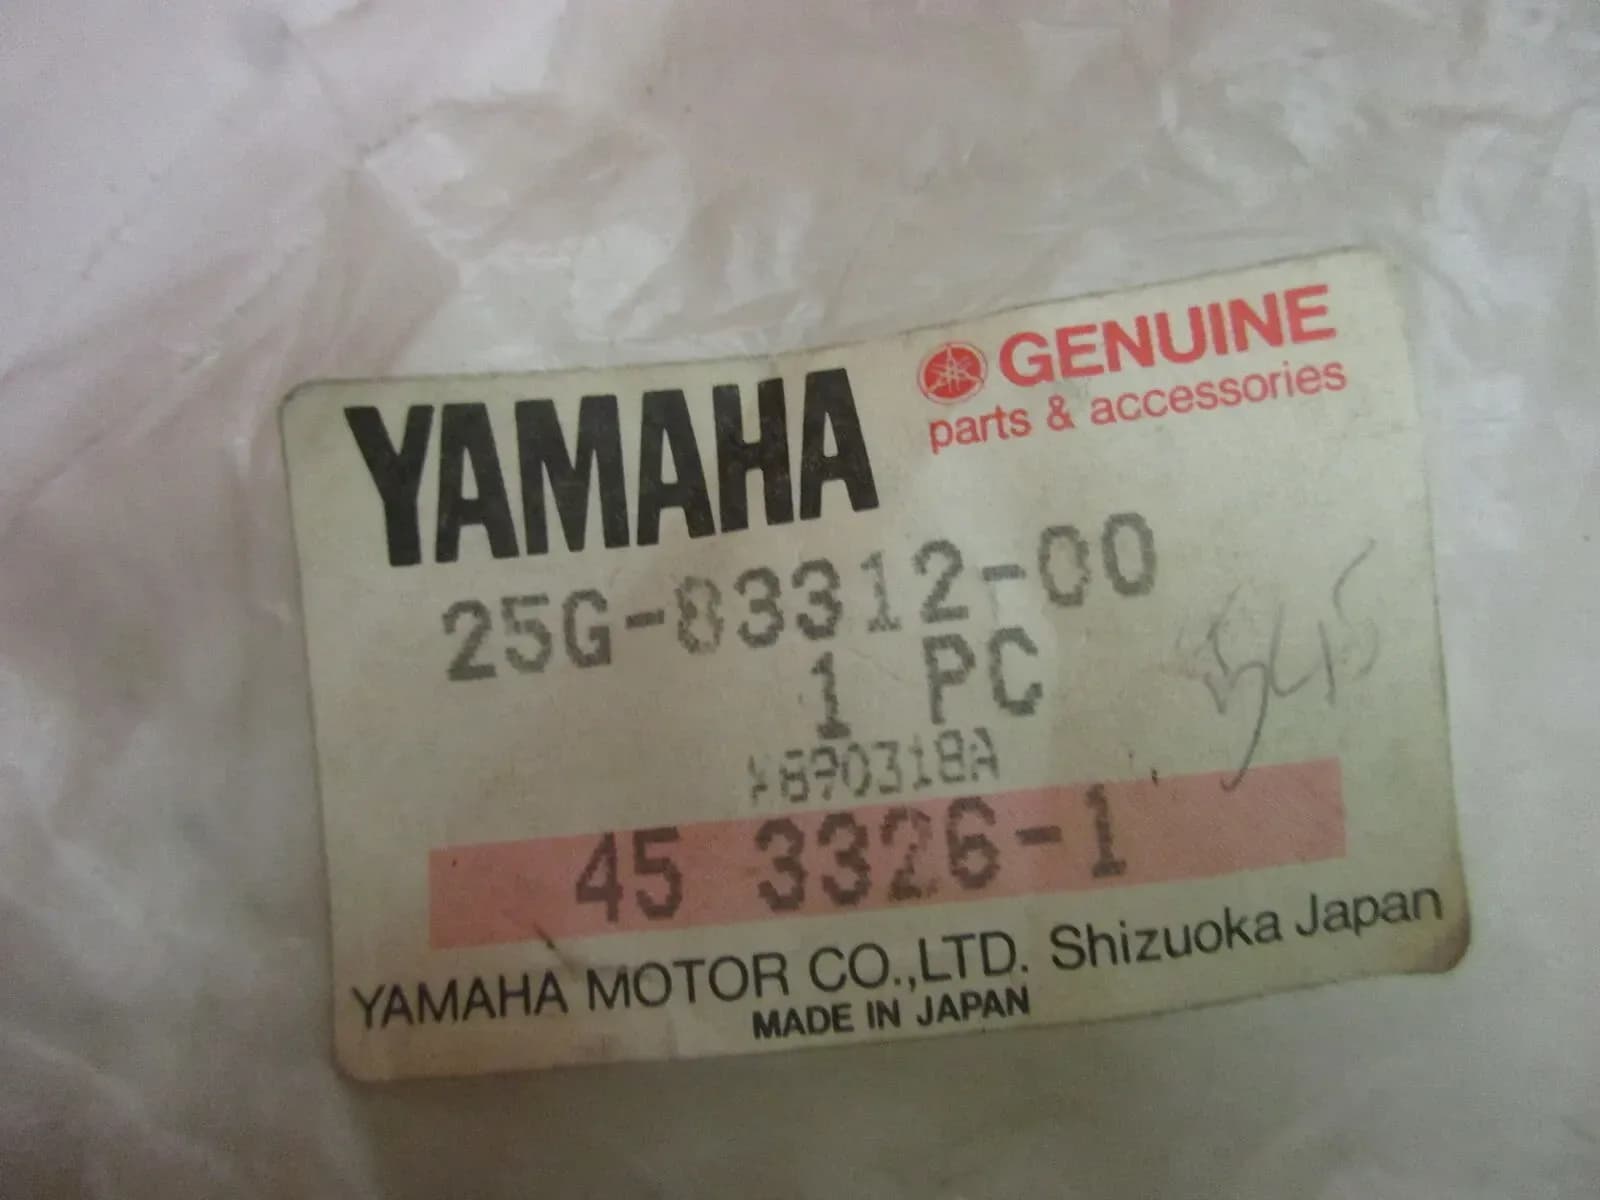 YAMAHA
GENUINE
parts & accessories
25G-83312-00
1 PC
890318A
45 3326-1
YAMAHA MOTOR CO.,LTD. Shizuoka Japan
MADE IN JAPAN